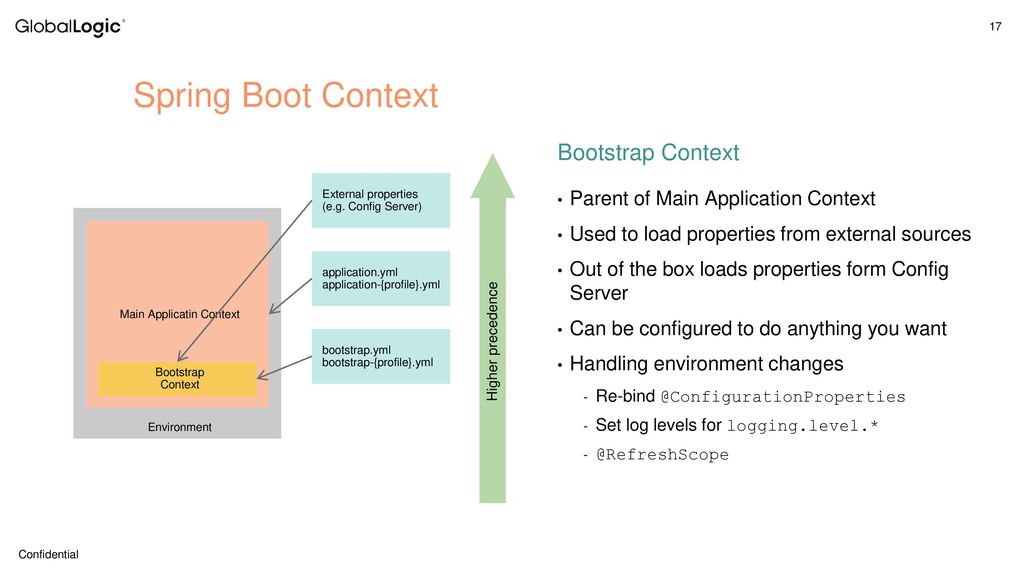 GlobalLogic
17
Spring Boot Context
External properties
(e.g. Config Server)
application.yml
application-{profile}.yml
Main Applicatin Context
bootstrap.yml
bootstrap-{profile}.yml
Bootstrap
Context
Environment
Higher precedence
Bootstrap Context
• Parent of Main Application Context
• Used to load properties from external sources
• Out of the box loads properties form Config
Server
• Can be configured to do anything you want
• Handling environment changes
- Re-bind @ConfigurationProperties
- Set log levels for logging.level.*
- @RefreshScope
Confidential